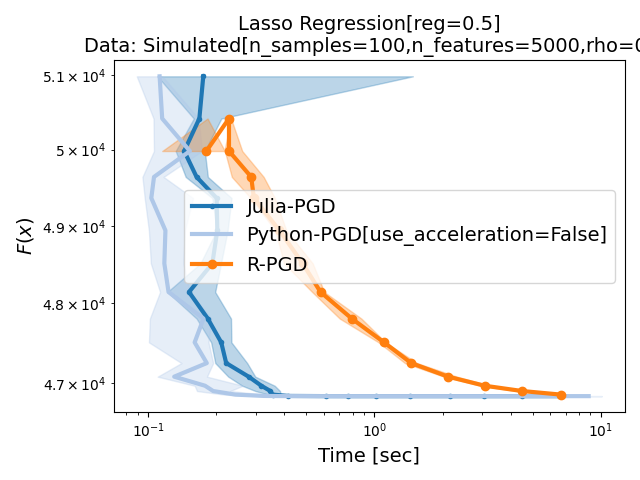 Lasso Regression[reg=0.5]
Data: Simulated[n_samples=100,n_features=5000,rho=0
5.1 × 10⁴
5 × 10⁴
4.9 × 10⁴
4.8 × 10⁴
4.7 × 10⁴
F(x)
Julia-PGD
Python-PGD[use_acceleration=False]
R-PGD
10⁻¹
10⁰
10¹
Time [sec]